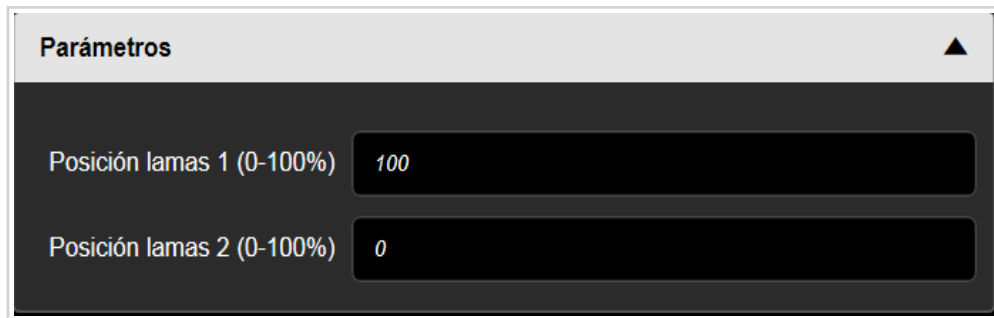 Parámetros
Posición lamas 1 (0-100%) 100
Posición lamas 2 (0-100%) 0